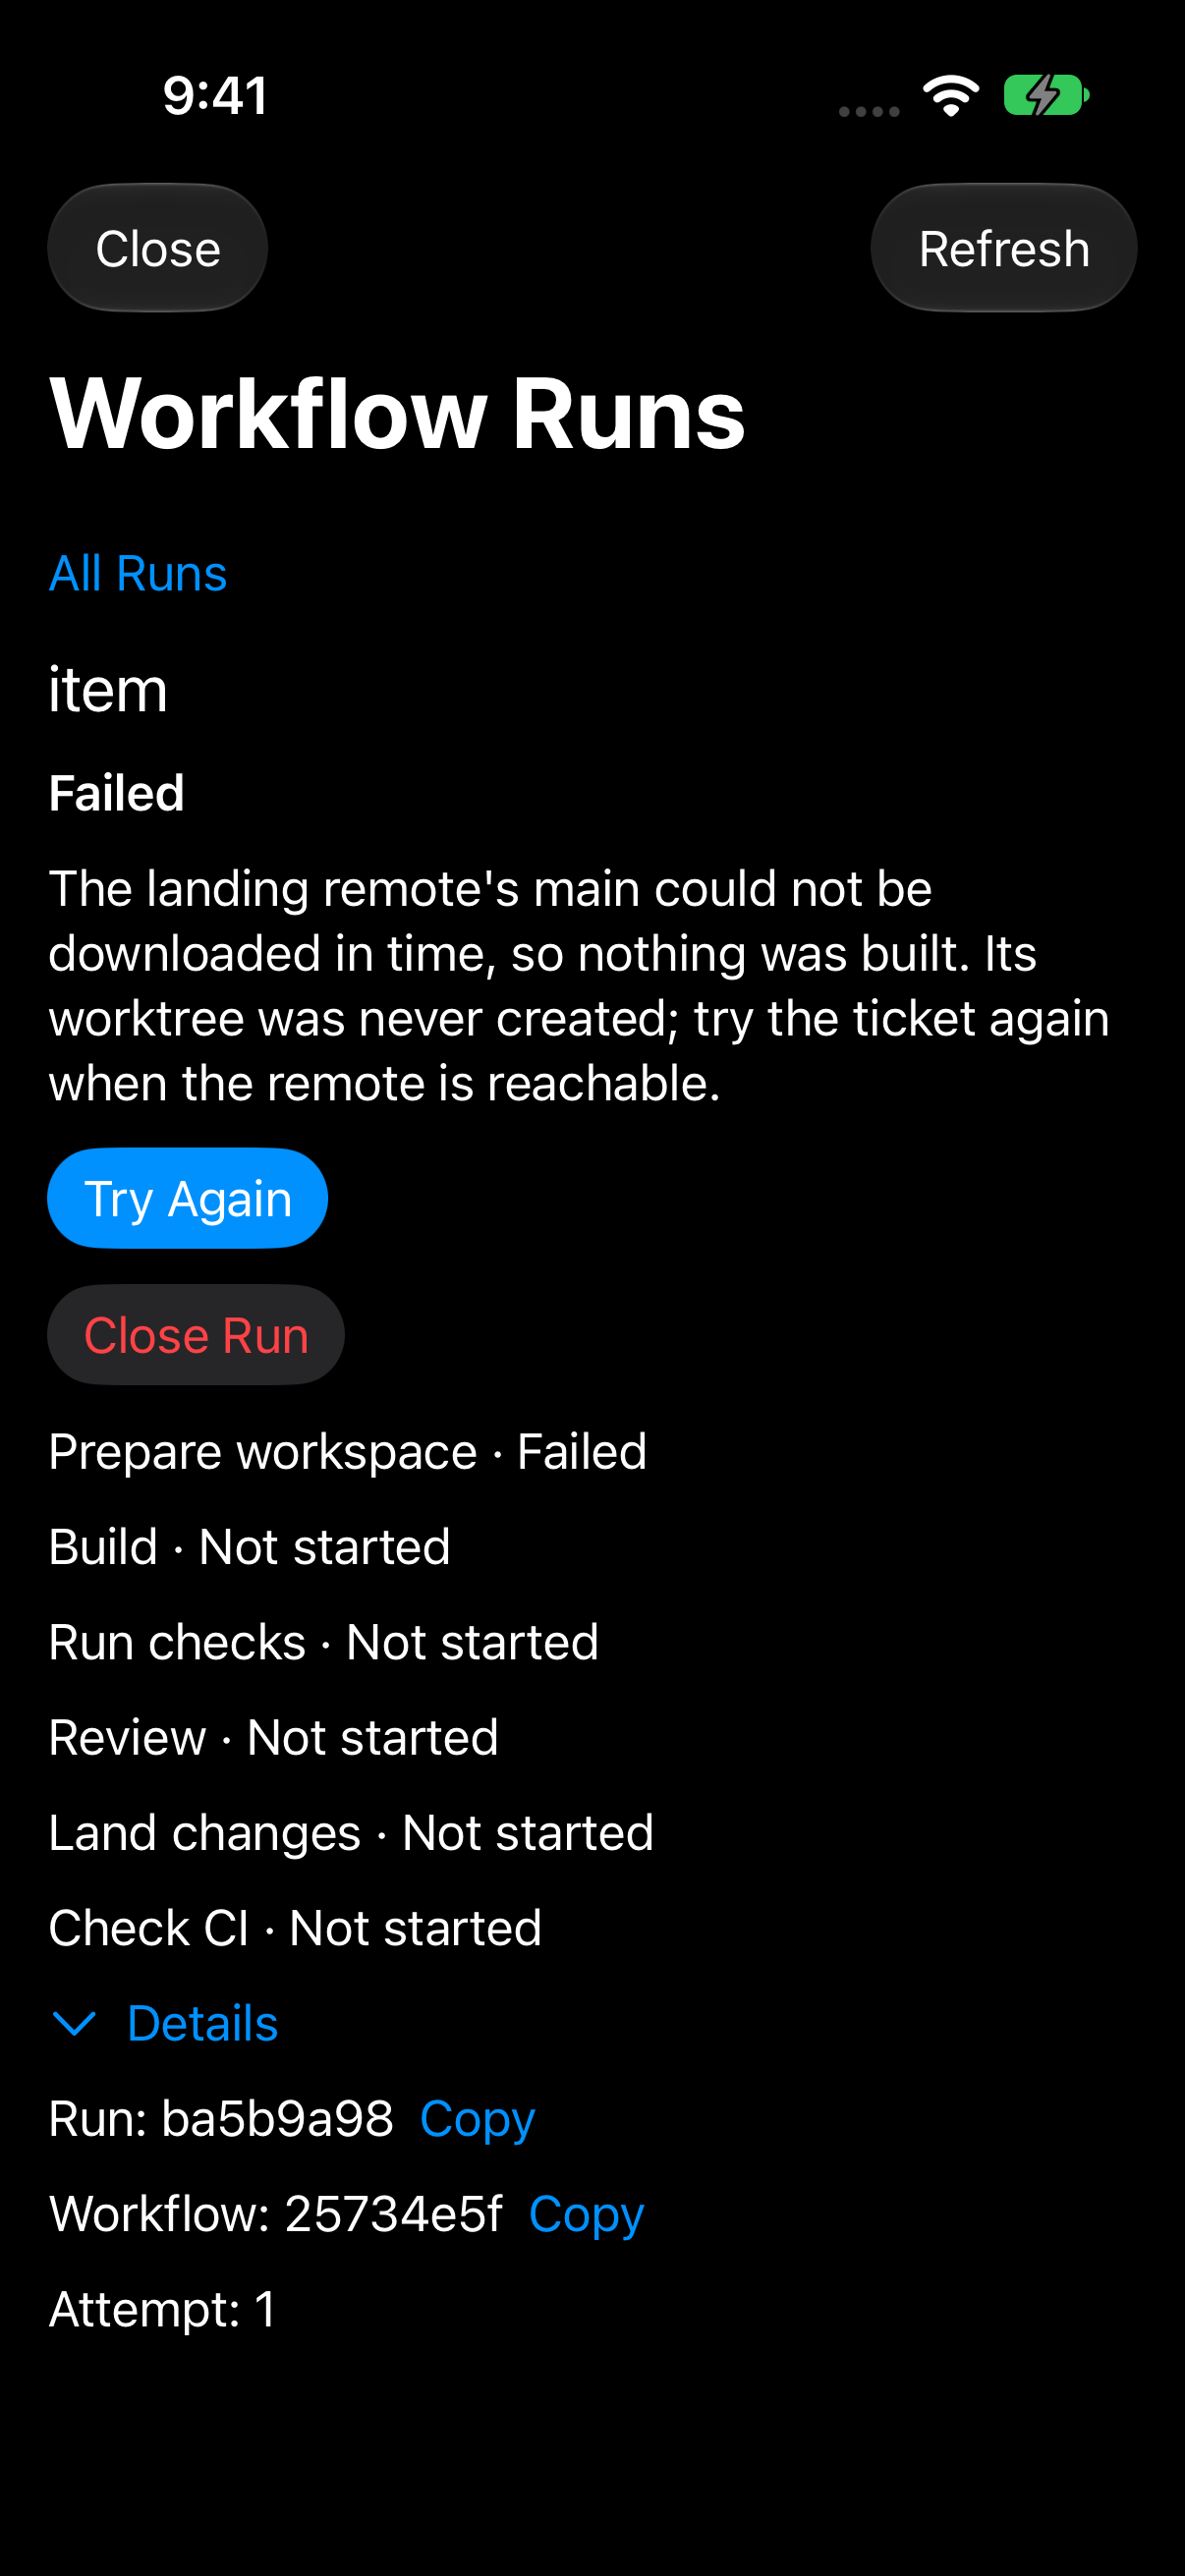 9:41
Close
Refresh
Workflow Runs
All Runs
item
Failed
The landing remote's main could not be
downloaded in time, so nothing was built. Its
worktree was never created; try the ticket again
when the remote is reachable.
Try Again
Close Run
Prepare workspace · Failed
Build · Not started
Run checks · Not started
Review · Not started
Land changes · Not started
Check CI · Not started
Details
Run: ba5b9a98 Copy
Workflow: 25734e5f Copy
Attempt: 1